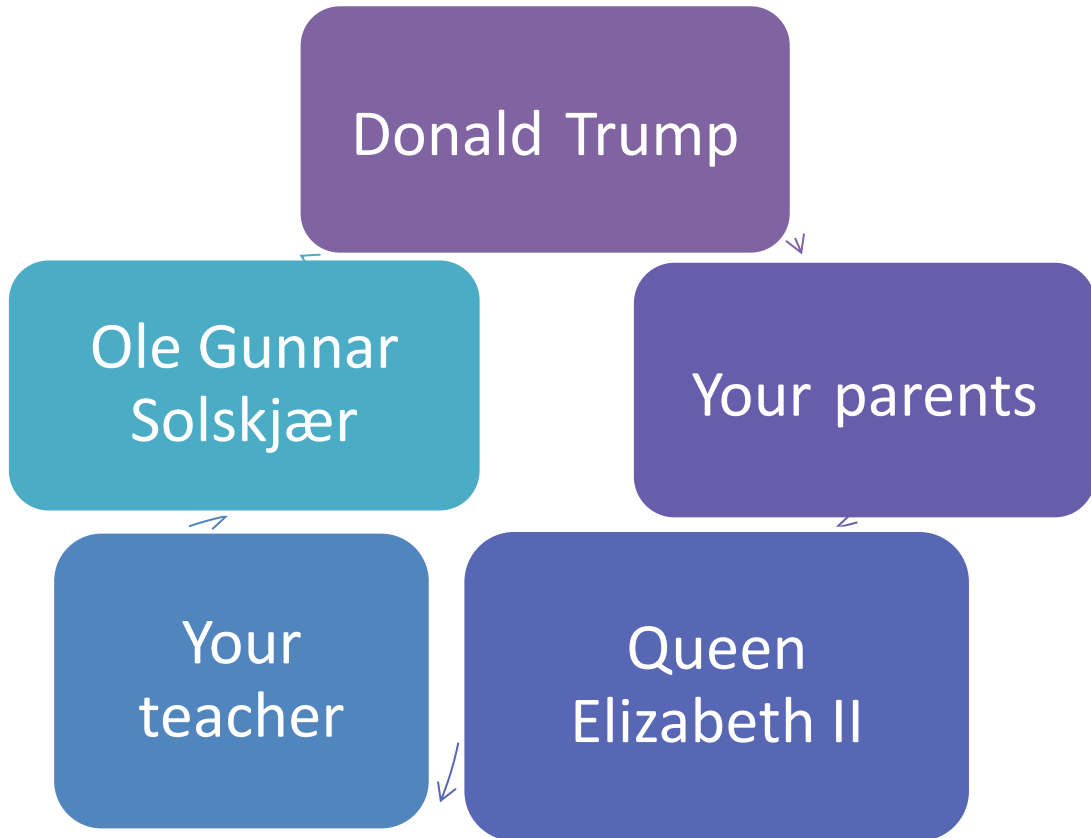 Donald Trump
Your parents
Queen
Elizabeth II
Your
teacher
Ole Gunnar
Solskjær